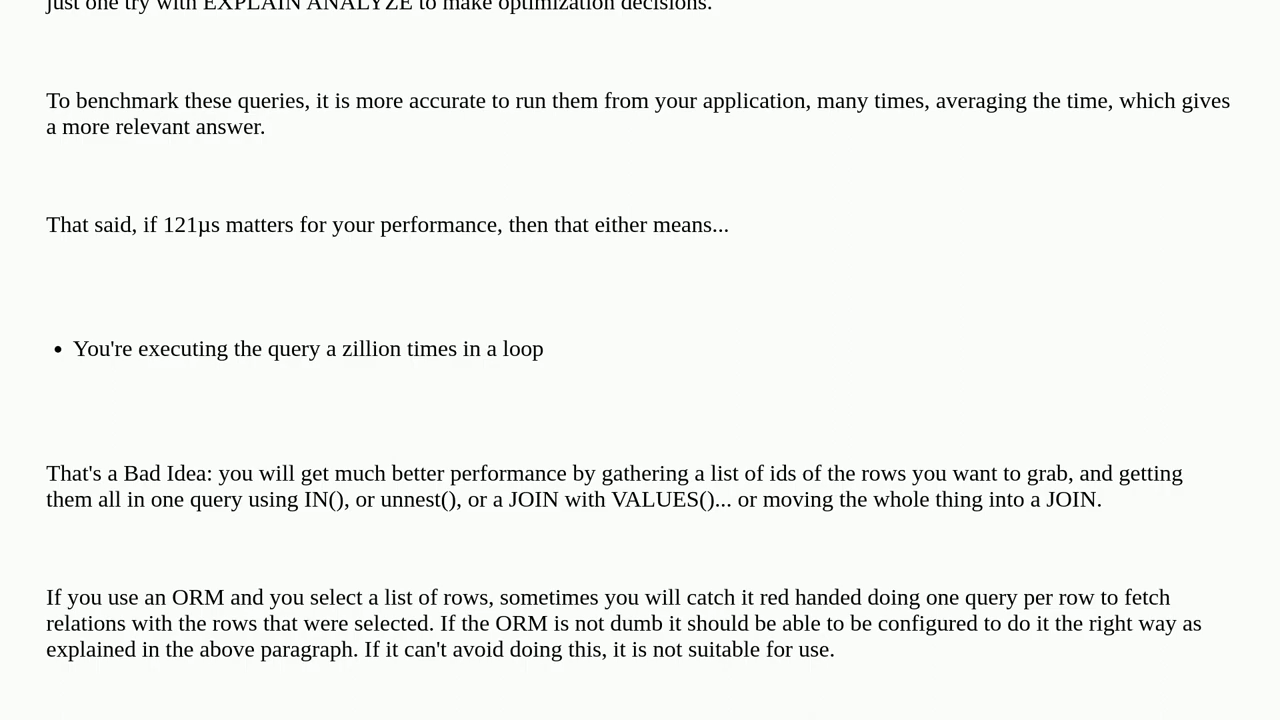 just one try with EXPLAIN ANALYZE to make optimization decisions.
To benchmark these queries, it is more accurate to run them from your application, many times, averaging the time, which gives
a more relevant answer.
That said, if 121µs matters for your performance, then that either means...
• You're executing the query a zillion times in a loop
That's a Bad Idea: you will get much better performance by gathering a list of ids of the rows you want to grab, and getting
them all in one query using IN(), or unnest(), or a JOIN with VALUES()... or moving the whole thing into a JOIN.
If you use an ORM and you select a list of rows, sometimes you will catch it red handed doing one query per row to fetch
relations with the rows that were selected. If the ORM is not dumb it should be able to be configured to do it the right way as
explained in the above paragraph. If it can't avoid doing this, it is not suitable for use.